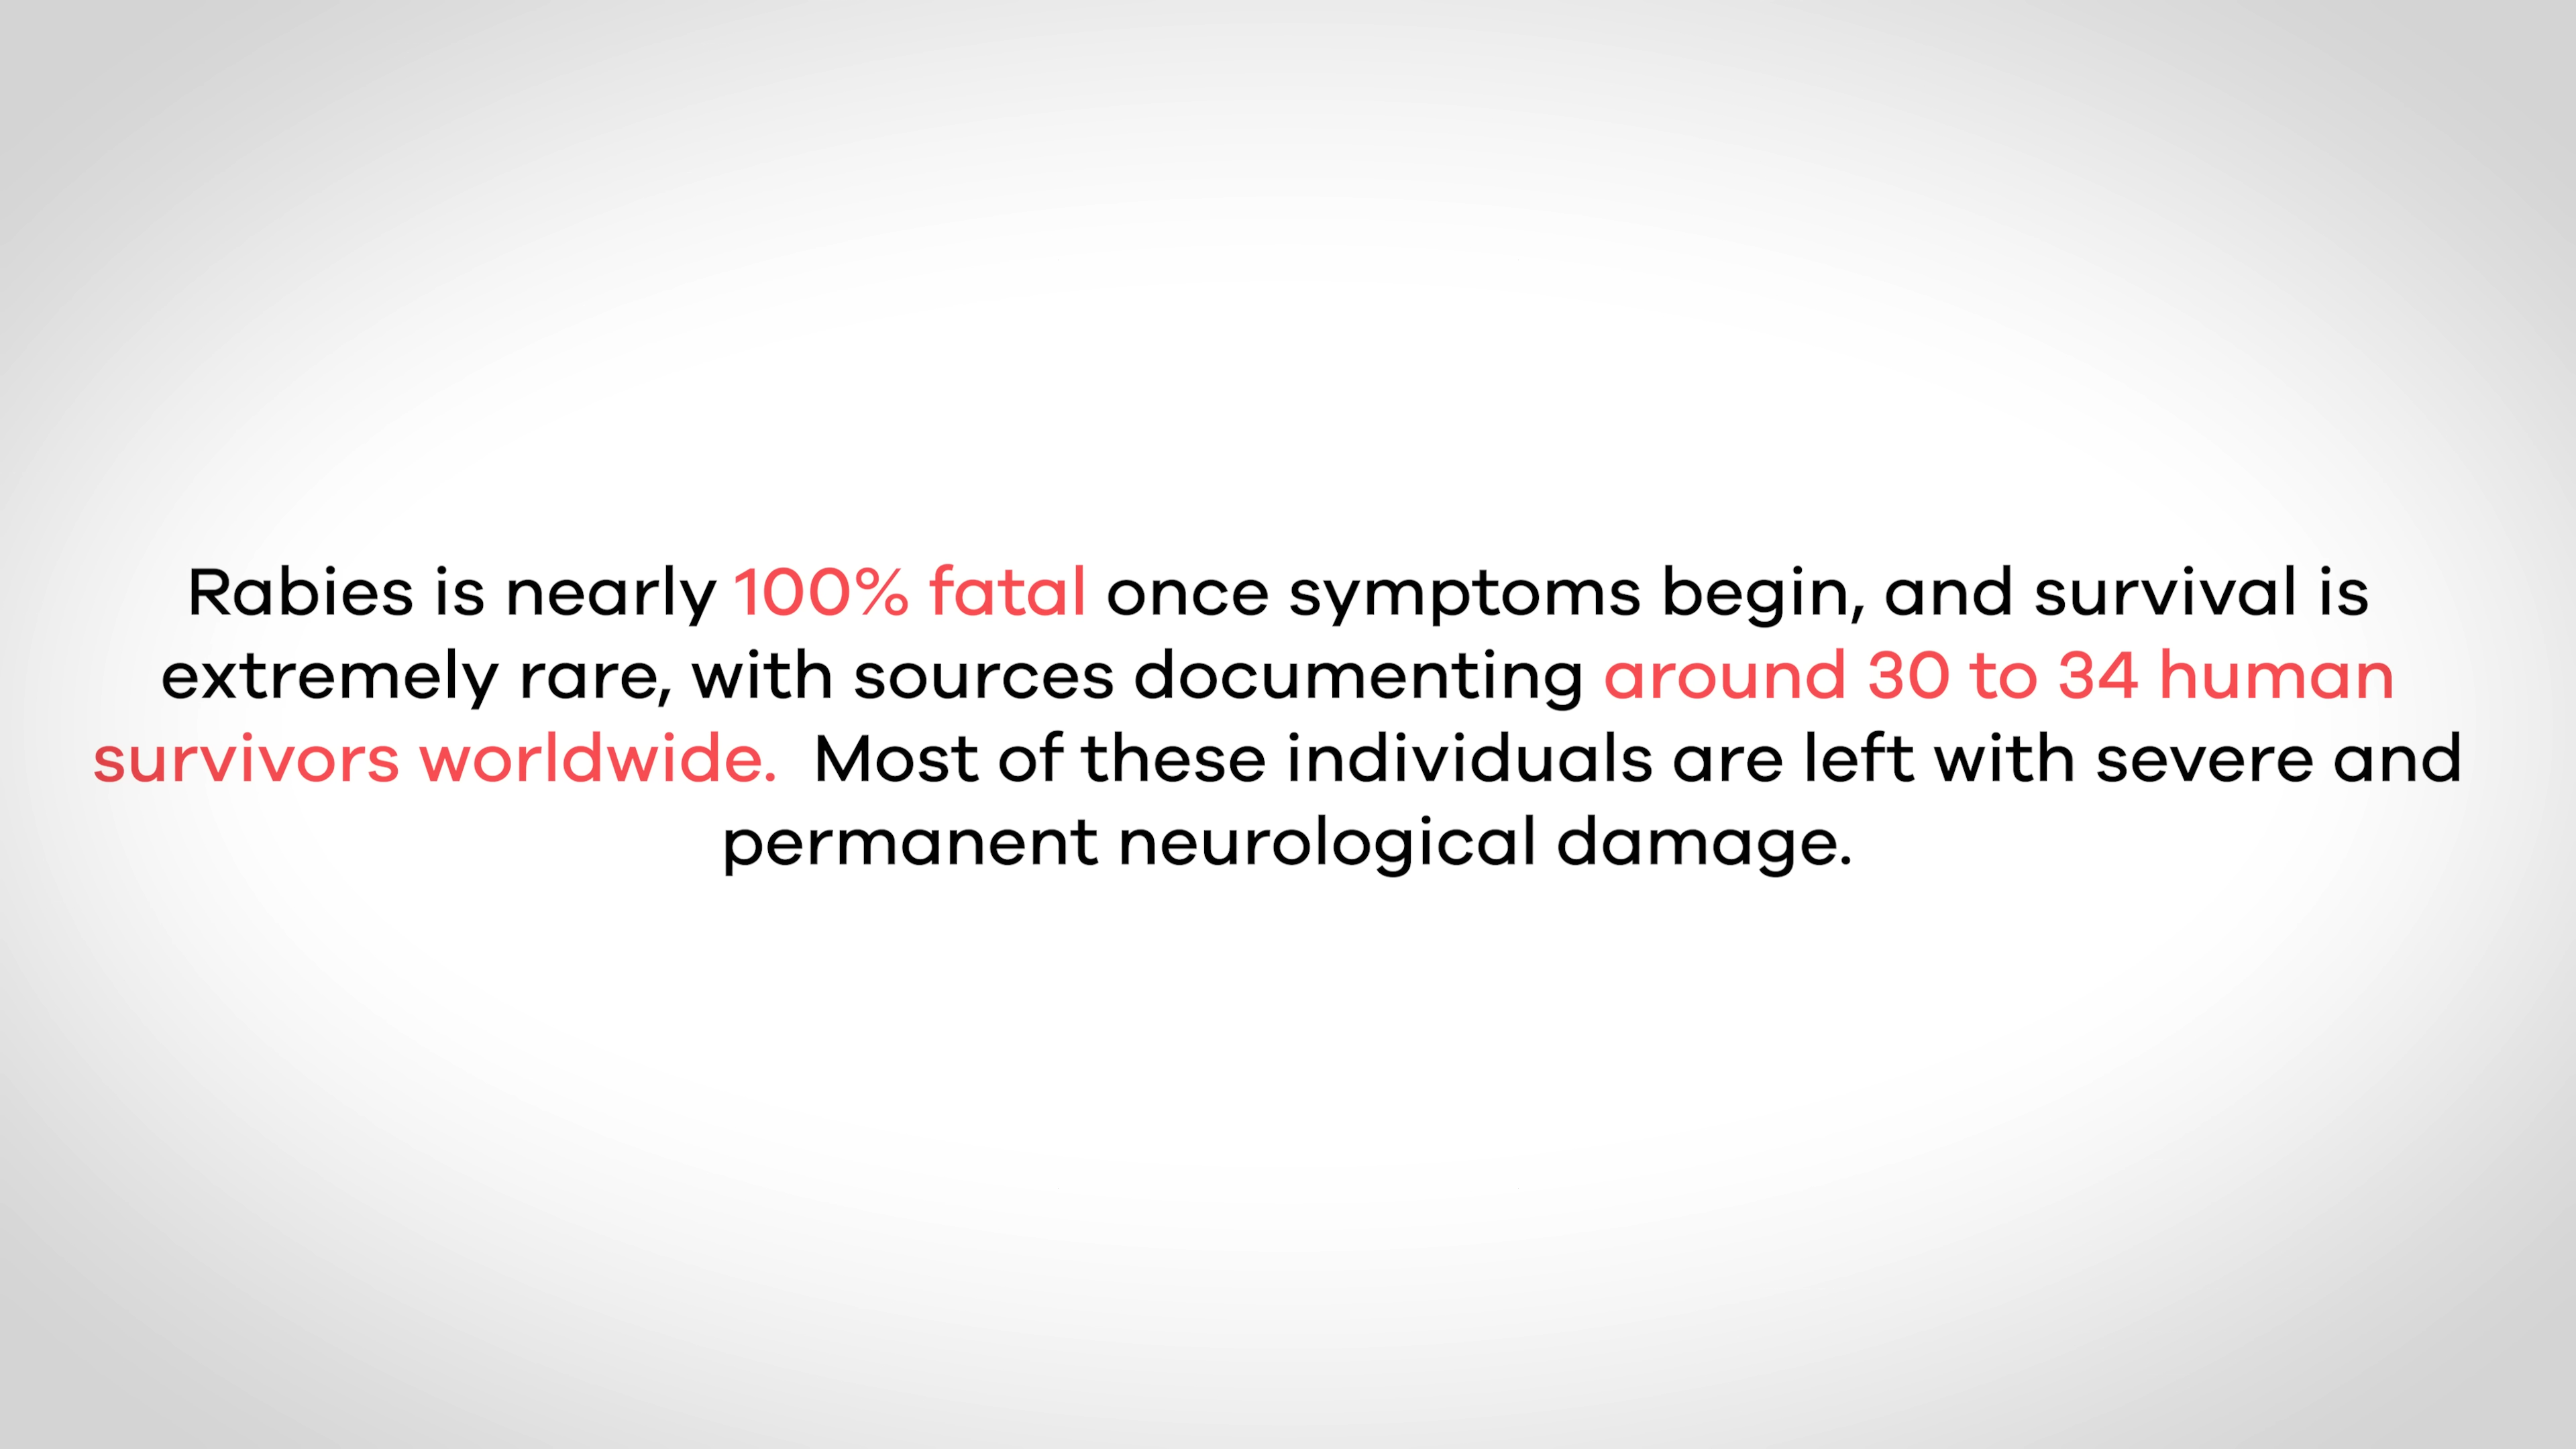 Rabies is nearly 100% fatal once symptoms begin, and survival is
extremely rare, with sources documenting around 30 to 34 human
survivors worldwide.  Most of these individuals are left with severe and
permanent neurological damage.